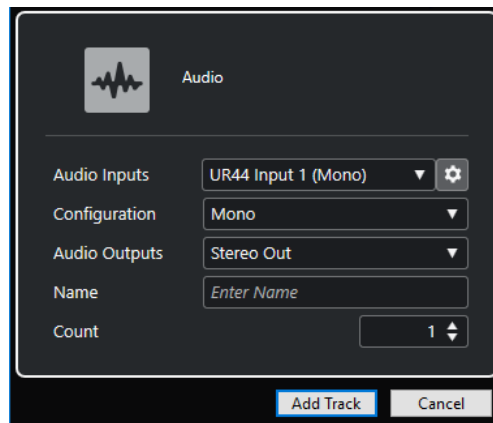 Audio
Audio Inputs UR44 Input 1 (Mono)
Configuration Mono
Audio Outputs Stereo Out
Name Enter Name
Count 1
Add Track Cancel